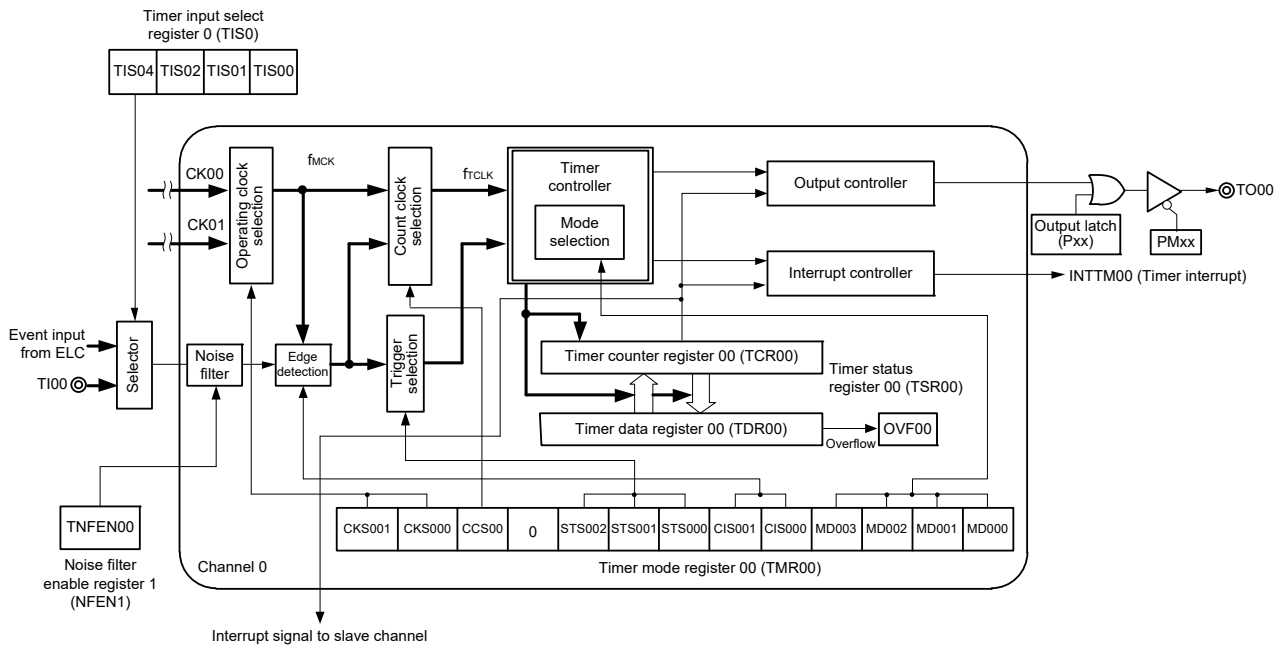 Timer input select
register 0 (TIS0)
TIS04 TIS02 TIS01 TIS00
CK00
CK01
Operating clock
selection
fMCK
Count clock
selection
fTCLK
Timer
controller
Mode
selection
Output controller
Interrupt controller
Output latch
(Pxx)
PMxx
TO00
INTTM00 (Timer interrupt)
Event input
from ELC
TI00
Selector
Noise
filter
Edge
detection
Trigger
selection
Timer counter register 00 (TCR00)
Timer status
register 00 (TSR00)
Timer data register 00 (TDR00)
Overflow
OVF00
TNFEN00
Noise filter
enable register 1
(NFEN1)
CKS001 CKS000 CCS00 0 STS002 STS001 STS000 CIS001 CIS000 MD003 MD002 MD001 MD000
Channel 0
Timer mode register 00 (TMR00)
Interrupt signal to slave channel